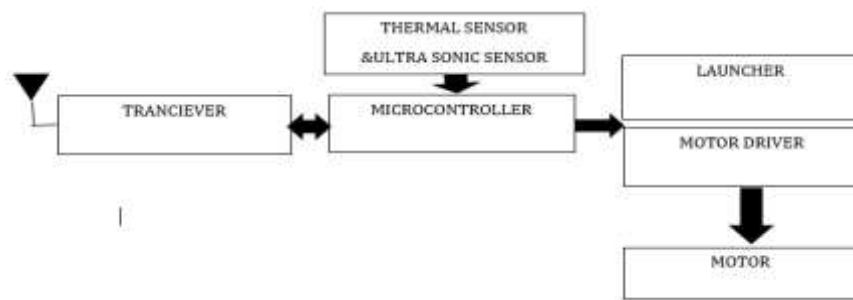 THERMAL SENSOR
&ULTRA SONIC SENSOR
LAUNCHER
TRANCIEVER
MICROCONTROLLER
MOTOR DRIVER
MOTOR